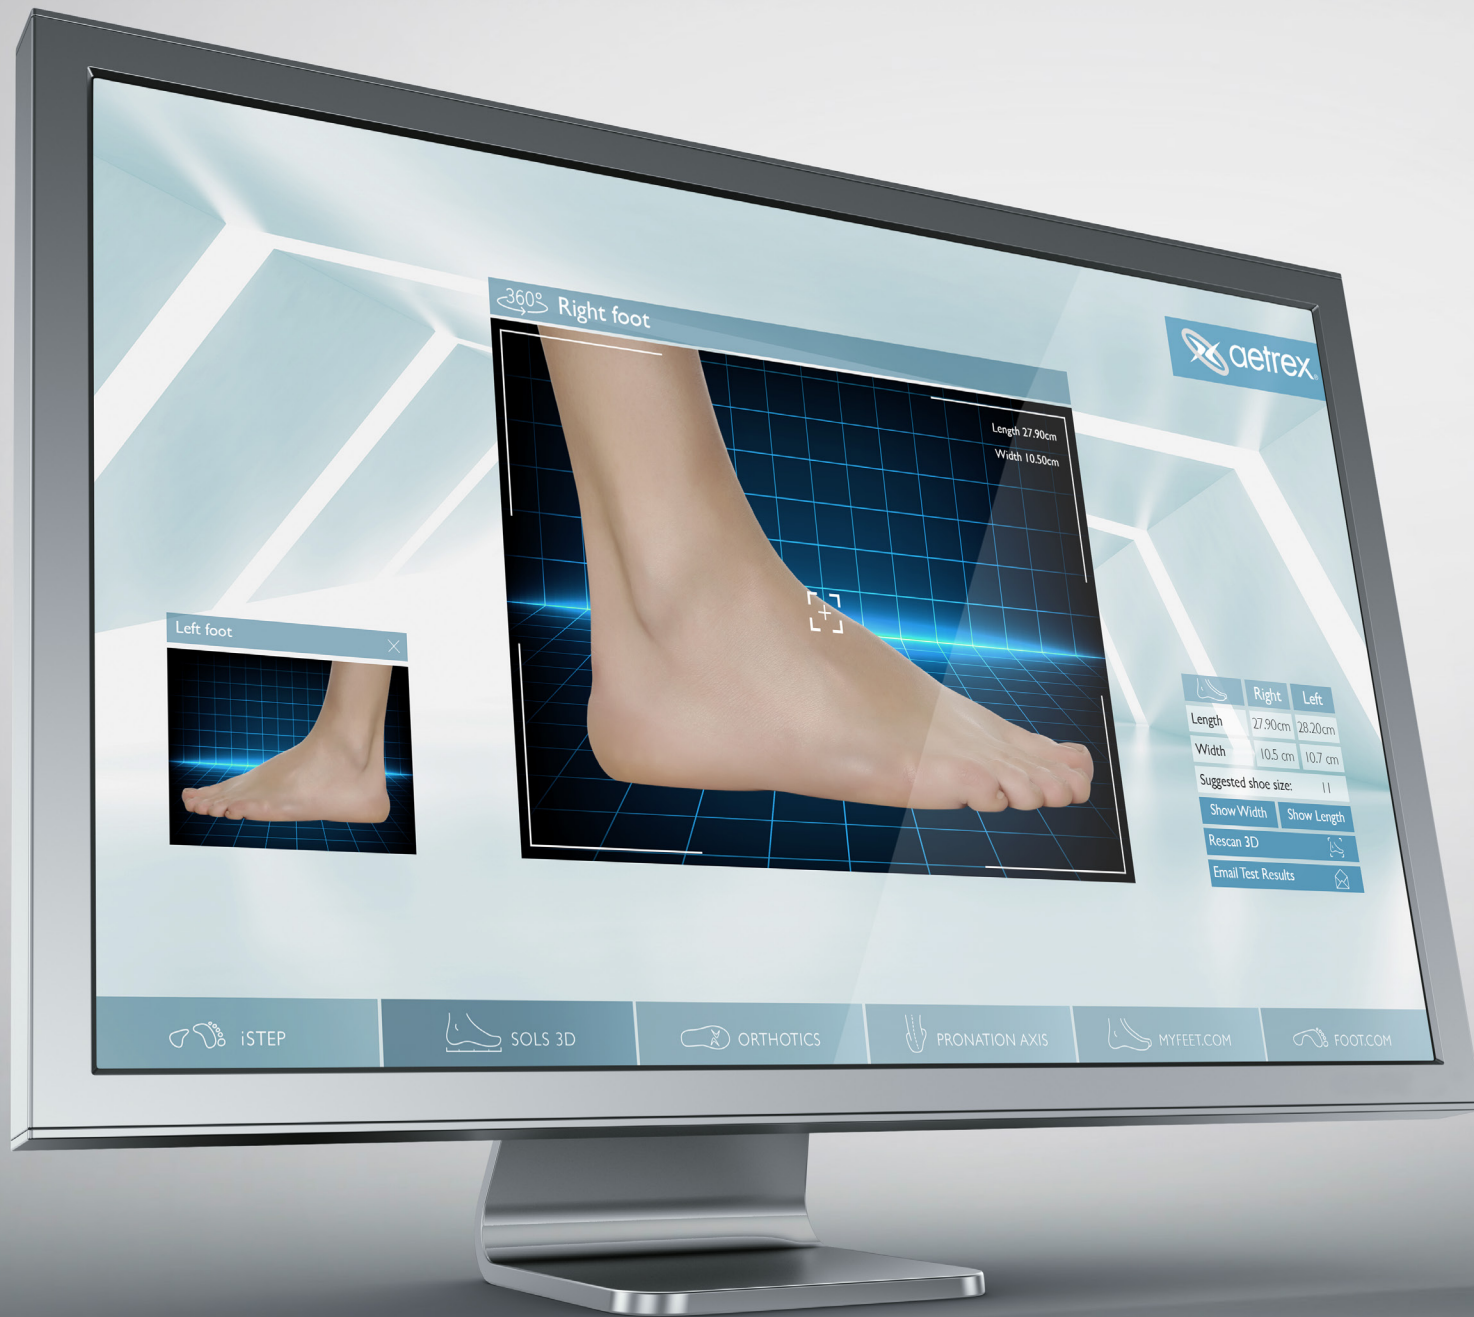 360° Right foot
aetrex®
Length 27.90cm
Width 10.50cm
Left foot
Right Left
Length 27.90cm 28.20cm
Width 10.5 cm 10.7 cm
Suggested shoe size: 11
Show Width Show Length
Rescan 3D
Email Test Results
iSTEP SOLS 3D ORTHOTICS PRONATION AXIS MYFEET.COM FOOT.COM